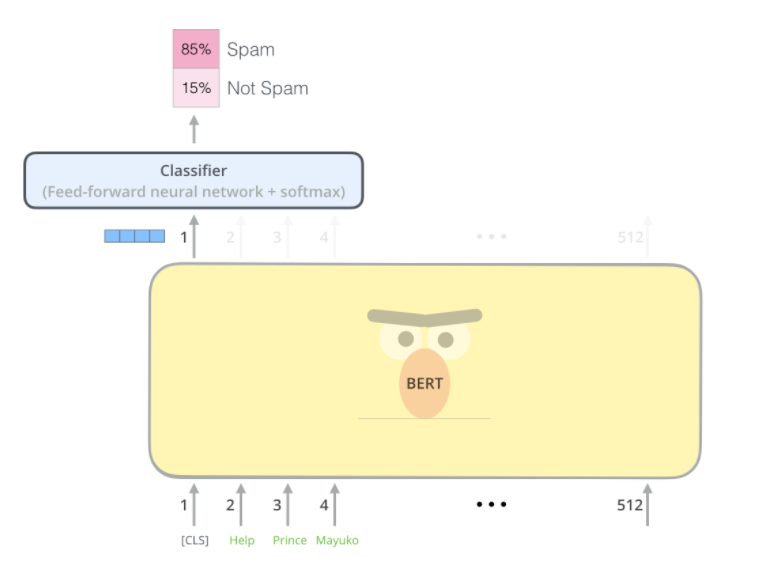 85% Spam
15% Not Spam
Classifier
(Feed-forward neural network + softmax)
1 2 3 4 ••• 512
BERT
1 2 3 4 ••• 512
[CLS] Help Prince Mayuko